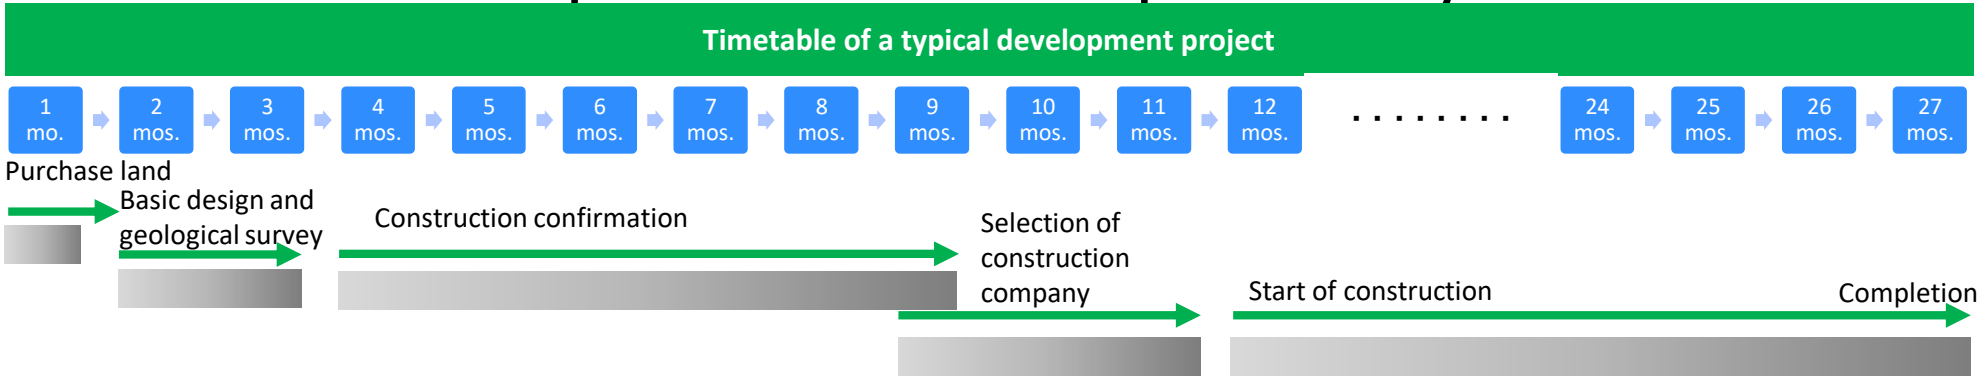 Timetable of a typical development project
1 mo.
2 mos.
3 mos.
4 mos.
5 mos.
6 mos.
7 mos.
8 mos.
9 mos.
10 mos.
11 mos.
12 mos.
. . . . . . . .
24 mos.
25 mos.
26 mos.
27 mos.
Purchase land
Basic design and
geological survey
Construction confirmation
Selection of
construction
company
Start of construction
Completion